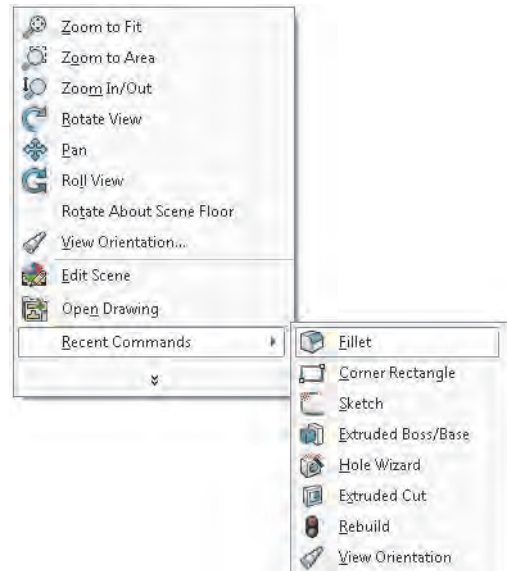 Zoom to Fit
Zoom to Area
Zoom In/Out
Rotate View
Pan
Roll View
Rotate About Scene Floor
View Orientation...
Edit Scene
Open Drawing
Recent Commands
Fillet
Corner Rectangle
Sketch
Extruded Boss/Base
Hole Wizard
Extruded Cut
Rebuild
View Orientation